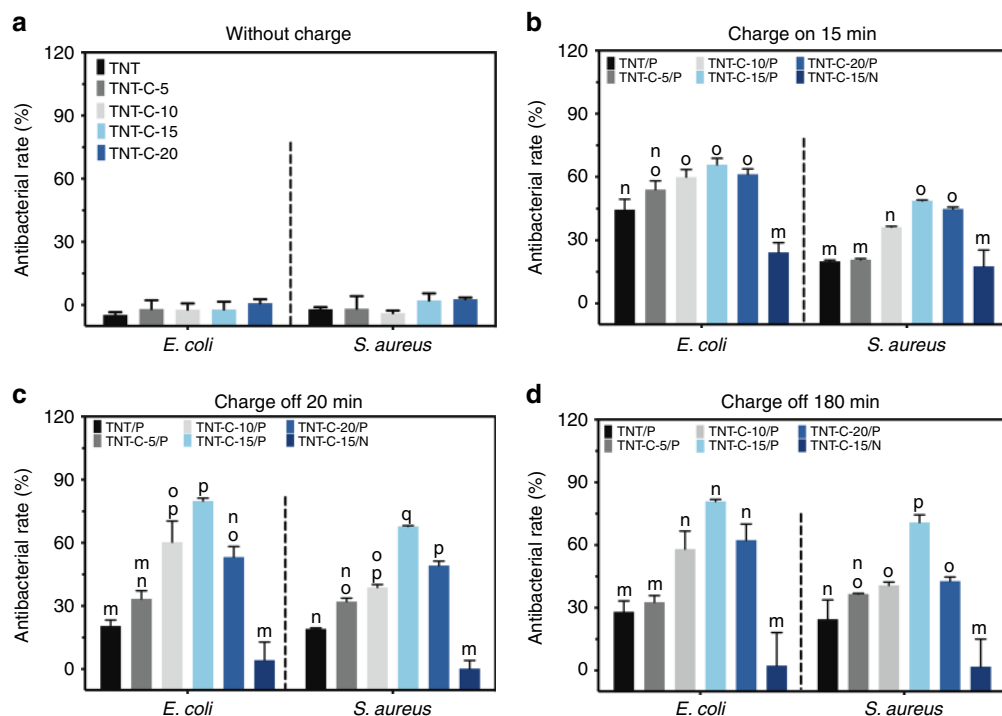 a
Without charge
Antibacterial rate (%)
120
90
60
30
0
TNT
TNT-C-5
TNT-C-10
TNT-C-15
TNT-C-20
E. coli
S. aureus
b
Charge on 15 min
Antibacterial rate (%)
120
90
60
30
0
TNT/P
TNT-C-10/P
TNT-C-20/P
TNT-C-5/P
TNT-C-15/P
TNT-C-15/N
n
n
o
o
o
o
m
m
m
n
o
o
m
E. coli
S. aureus
c
Charge off 20 min
Antibacterial rate (%)
120
90
60
30
0
TNT/P
TNT-C-10/P
TNT-C-20/P
TNT-C-5/P
TNT-C-15/P
TNT-C-15/N
m
m
n
o
p
p
n
o
m
n
n
o
o
p
q
p
m
E. coli
S. aureus
d
Charge off 180 min
Antibacterial rate (%)
120
90
60
30
0
TNT/P
TNT-C-10/P
TNT-C-20/P
TNT-C-5/P
TNT-C-15/P
TNT-C-15/N
m
m
n
n
n
m
n
n
o
o
p
o
m
E. coli
S. aureus